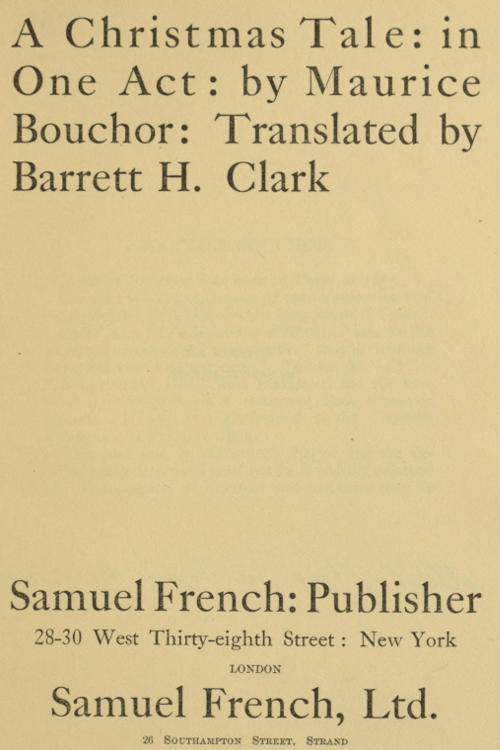 A Christmas Tale: in
One Act: by Maurice
Bouchor: Translated by
Barrett H. Clark
Samuel French: Publisher
28-30 West Thirty-eighth Street: New York
LONDON
Samuel French, Ltd.
26 Southampton Street, Strand